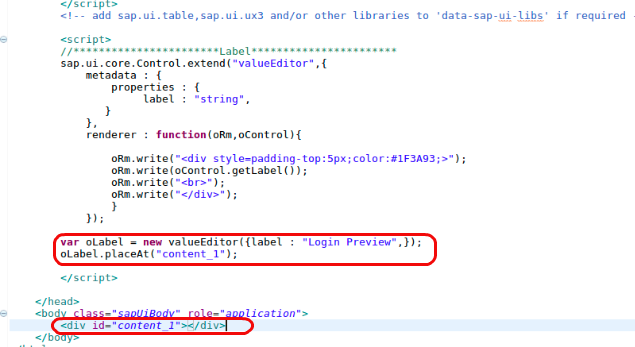 </script>
<!-- add sap.ui.table,sap.ui.ux3 and/or other libraries to 'data-sap-ui-libs' if required -
<script>
//***********************Label***********************
sap.ui.core.Control.extend("valueEditor",{
metadata : {
properties : {
label : "string",
}
},
renderer : function(oRm,oControl){
oRm.write("<div style=padding-top:5px;color:#1F3A93;>");
oRm.write(oControl.getLabel());
oRm.write("<br>");
oRm.write("</div>");
}
});
var oLabel = new valueEditor({label : "Login Preview",});
oLabel.placeAt("content_1");
</script>
</head>
<body class="sapUiBody" role="application">
<div id="content_1"></div>
</body>